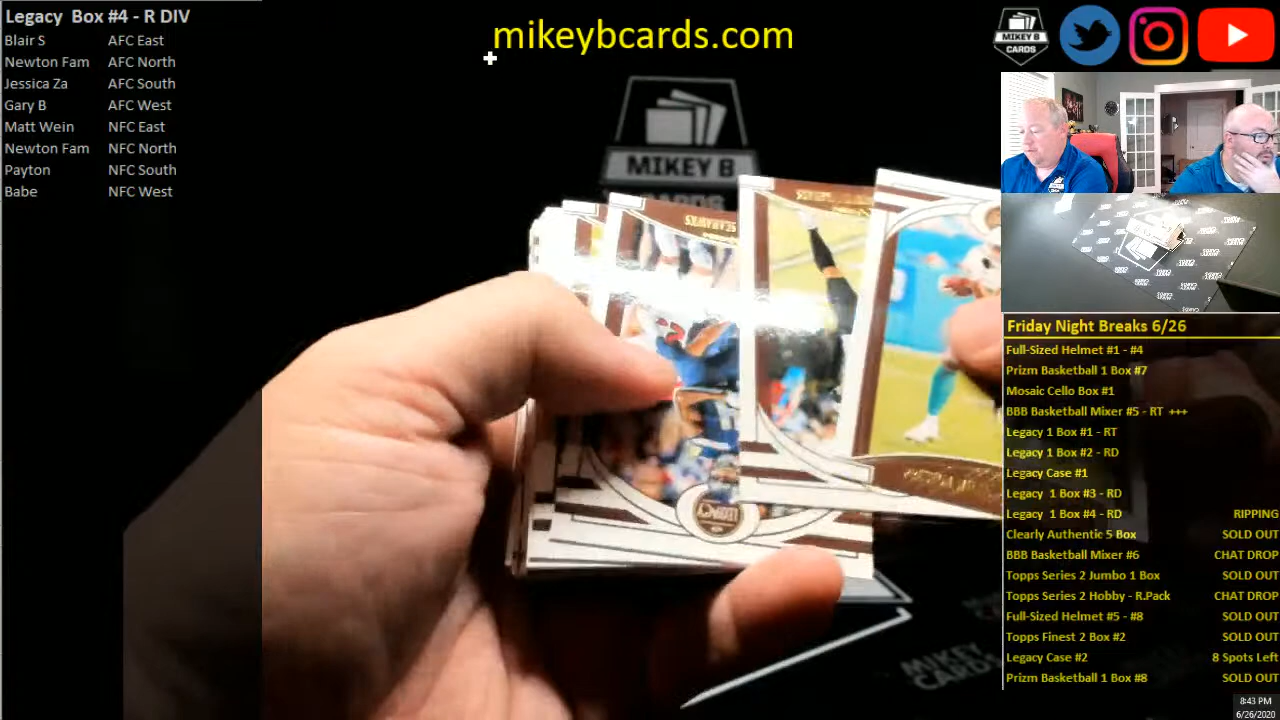 Legacy Box #4 - R DIV
Blair S AFC East
Newton Fam AFC North
Jessica Za AFC South
Gary B AFC West
Matt Wein NFC East
Newton Fam NFC North
Payton NFC South
Babe NFC West
mikeybcards.com
MIKEY B
CARDS
MIKEY B
CARDS
LEGACY
MIKEY B
CARDS
Friday Night Breaks 6/26
Full-Sized Helmet #1 - #4
Prizm Basketball 1 Box #7
Mosaic Cello Box #1
BBB Basketball Mixer #5 - RT +++
Legacy 1 Box #1 - RT
Legacy 1 Box #2 - RD
Legacy Case #1
Legacy 1 Box #3 - RD
Legacy 1 Box #4 - RD RIPPING
Clearly Authentic 5 Box SOLD OUT
BBB Basketball Mixer #6 CHAT DROP
Topps Series 2 Jumbo 1 Box SOLD OUT
Topps Series 2 Hobby - R.Pack CHAT DROP
Full-Sized Helmet #5 - #8 SOLD OUT
Topps Finest 2 Box #2 SOLD OUT
Legacy Case #2 8 Spots Left
Prizm Basketball 1 Box #8 SOLD OUT
8:43 PM
6/26/2020